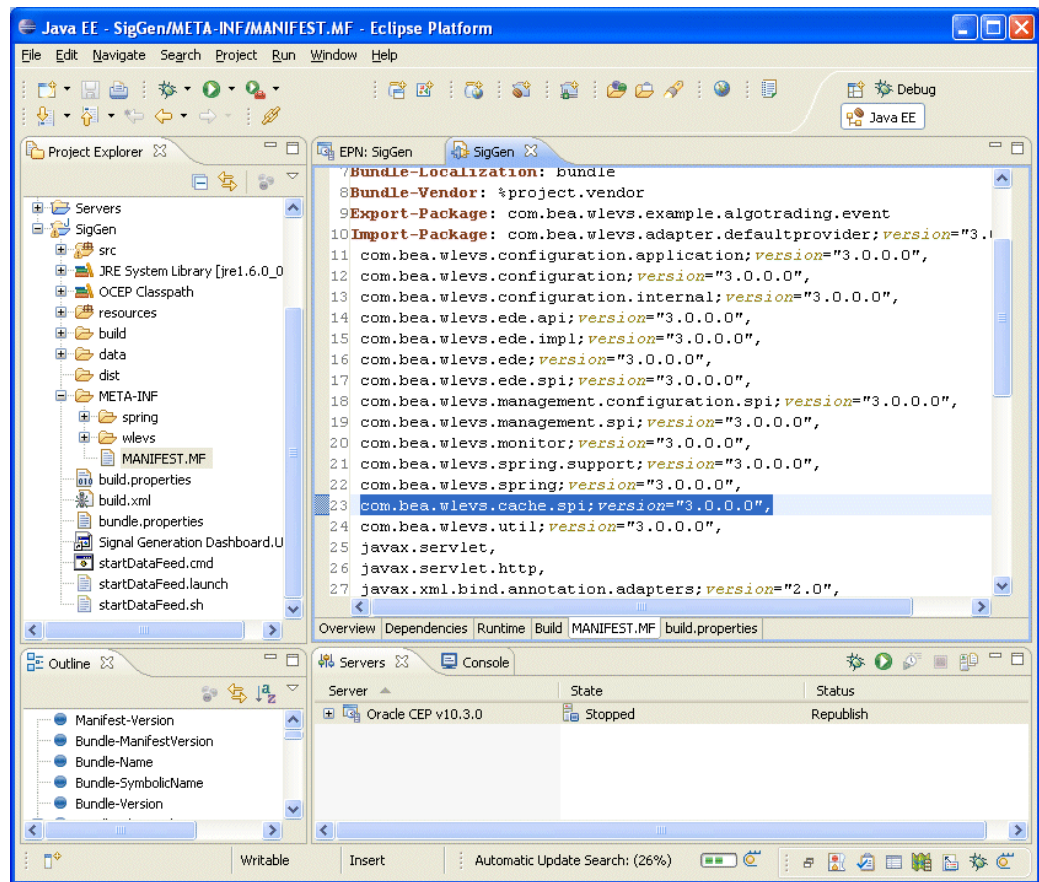 Java EE - SigGen/META-INF/MANIFEST.MF - Eclipse Platform
File Edit Navigate Search Project Run Window Help
Debug
Java EE
Project Explorer
Servers
SigGen
src
JRE System Library [jre1.6.0_0
OCEP Classpath
resources
build
data
dist
META-INF
spring
wlevs
MANIFEST.MF
build.properties
build.xml
bundle.properties
Signal Generation Dashboard.U
startDataFeed.cmd
startDataFeed.launch
startDataFeed.sh
EPN: SigGen SigGen
7Bundle-Localization: bundle
8Bundle-Vendor: %project.vendor
9Export-Package: com.bea.wlevs.example.algotrading.event
10Import-Package: com.bea.wlevs.adapter.defaultprovider;version="3.
11 com.bea.wlevs.configuration.application;version="3.0.0.0",
12 com.bea.wlevs.configuration;version="3.0.0.0",
13 com.bea.wlevs.configuration.internal;version="3.0.0.0",
14 com.bea.wlevs.ede.api;version="3.0.0.0",
15 com.bea.wlevs.ede.impl;version="3.0.0.0",
16 com.bea.wlevs.ede;version="3.0.0.0",
17 com.bea.wlevs.ede.spi;version="3.0.0.0",
18 com.bea.wlevs.management.configuration.spi;version="3.0.0.0",
19 com.bea.wlevs.management.spi;version="3.0.0.0",
20 com.bea.wlevs.monitor;version="3.0.0.0",
21 com.bea.wlevs.spring.support;version="3.0.0.0",
22 com.bea.wlevs.spring;version="3.0.0.0",
23 com.bea.wlevs.cache.spi;version="3.0.0.0",
24 com.bea.wlevs.util;version="3.0.0.0",
25 javax.servlet,
26 javax.servlet.http,
27 javax.xml.bind.annotation.adapters;version="2.0",
Overview Dependencies Runtime Build MANIFEST.MF build.properties
Outline
Manifest-Version
Bundle-ManifestVersion
Bundle-Name
Bundle-SymbolicName
Bundle-Version
Servers Console
Server State Status
Oracle CEP v10.3.0 Stopped Republish
Writable Insert Automatic Update Search: (26%)